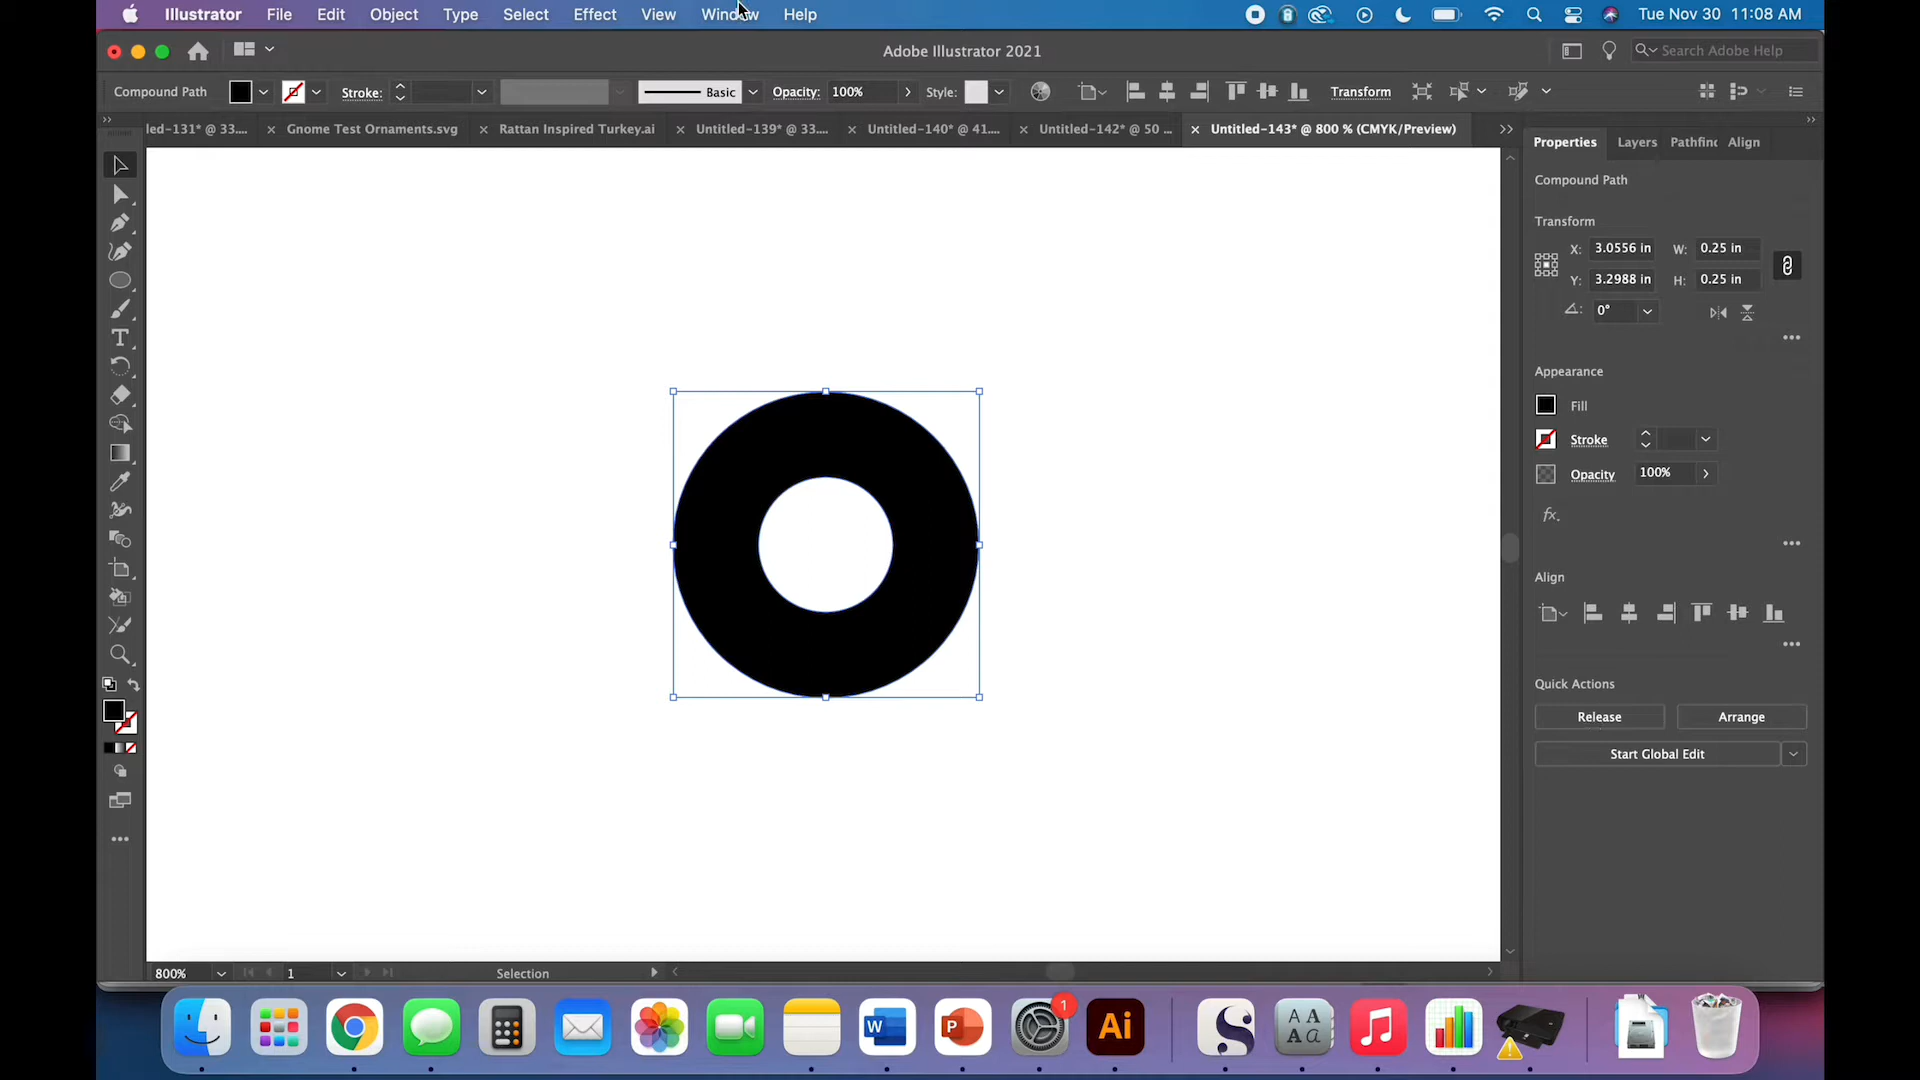 Illustrator File Edit Object Type Select Effect View Window Help Tue Nov 30 11:08 AM
Adobe Illustrator 2021 Search Adobe Help
Compound Path Stroke: Basic Opacity: 100% Style: Transform
led-131* @ 33.... Gnome Test Ornaments.svg Rattan Inspired Turkey.ai Untitled-139* @ 33.... Untitled-140* @ 41.... Untitled-142* @ 50 ... Untitled-143* @ 800 % (CMYK/Preview)
Properties Layers Pathfinc Align
Compound Path
Transform
X: 3.0556 in W: 0.25 in
Y: 3.2988 in H: 0.25 in
0°
Appearance
Fill
Stroke
Opacity 100%
fx.
Align
Quick Actions
Release Arrange
Start Global Edit
800% 1 Selection
W P 1 Ai A A A a